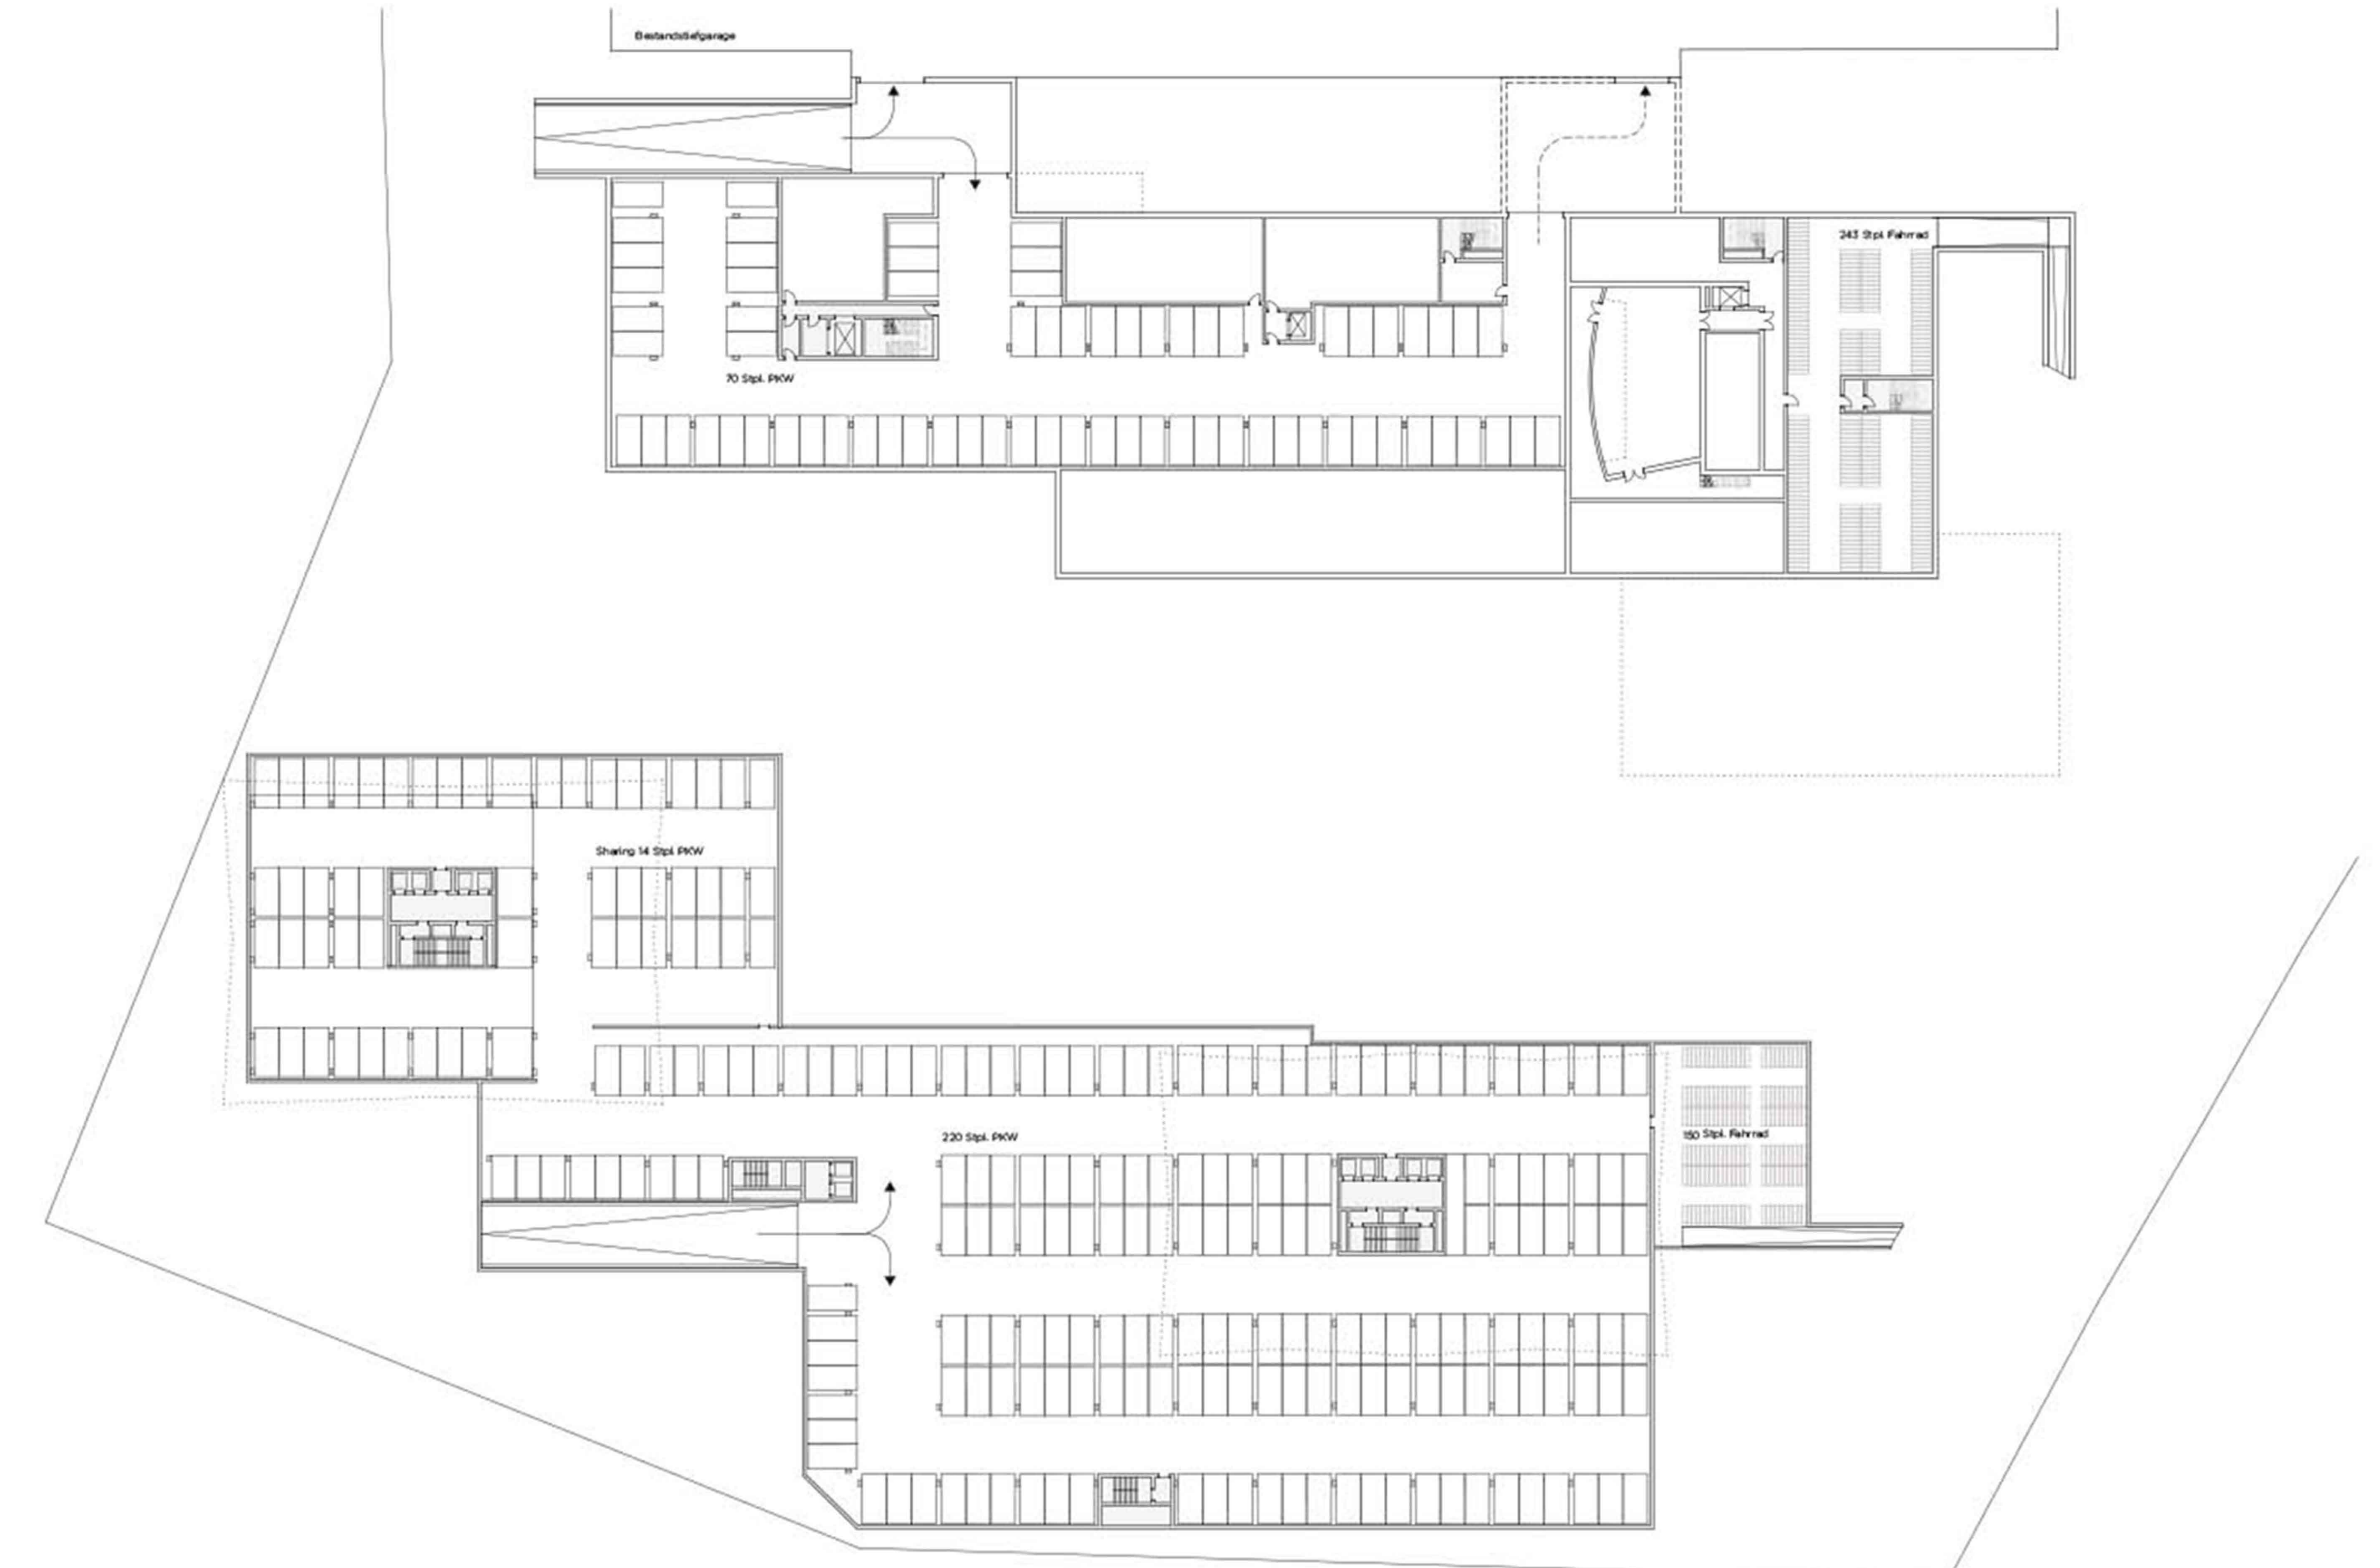 Bestandstiefgarage
243 Stpl. Fahrrad
70 Stpl. PKW
Sharing 14 Stpl. PKW
220 Stpl. PKW
150 Stpl. Fahrrad